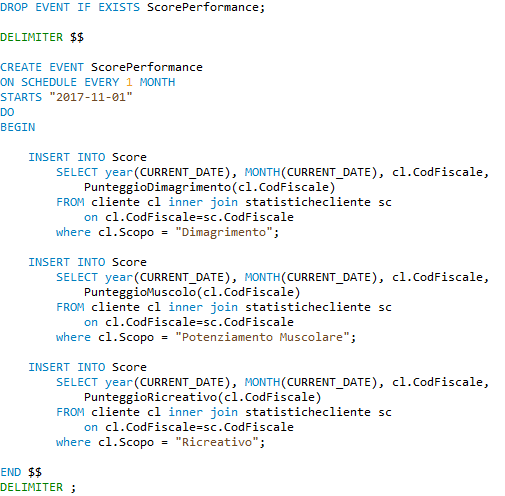 DROP EVENT IF EXISTS ScorePerformance;
DELIMITER $$
CREATE EVENT ScorePerformance
ON SCHEDULE EVERY 1 MONTH
STARTS "2017-11-01"
DO
BEGIN
INSERT INTO Score
SELECT year(CURRENT_DATE), MONTH(CURRENT_DATE), cl.CodFiscale,
PunteggioDimagrimento(cl.CodFiscale)
FROM cliente cl inner join statistichecliente sc
on cl.CodFiscale=sc.CodFiscale
where cl.Scopo = "Dimagrimento";
INSERT INTO Score
SELECT year(CURRENT_DATE), MONTH(CURRENT_DATE), cl.CodFiscale,
PunteggioMuscolo(cl.CodFiscale)
FROM cliente cl inner join statistichecliente sc
on cl.CodFiscale=sc.CodFiscale
where cl.Scopo = "Potenziamento Muscolare";
INSERT INTO Score
SELECT year(CURRENT_DATE), MONTH(CURRENT_DATE), cl.CodFiscale,
PunteggioRicreativo(cl.CodFiscale)
FROM cliente cl inner join statistichecliente sc
on cl.CodFiscale=sc.CodFiscale
where cl.Scopo = "Ricreativo";
END $$
DELIMITER ;